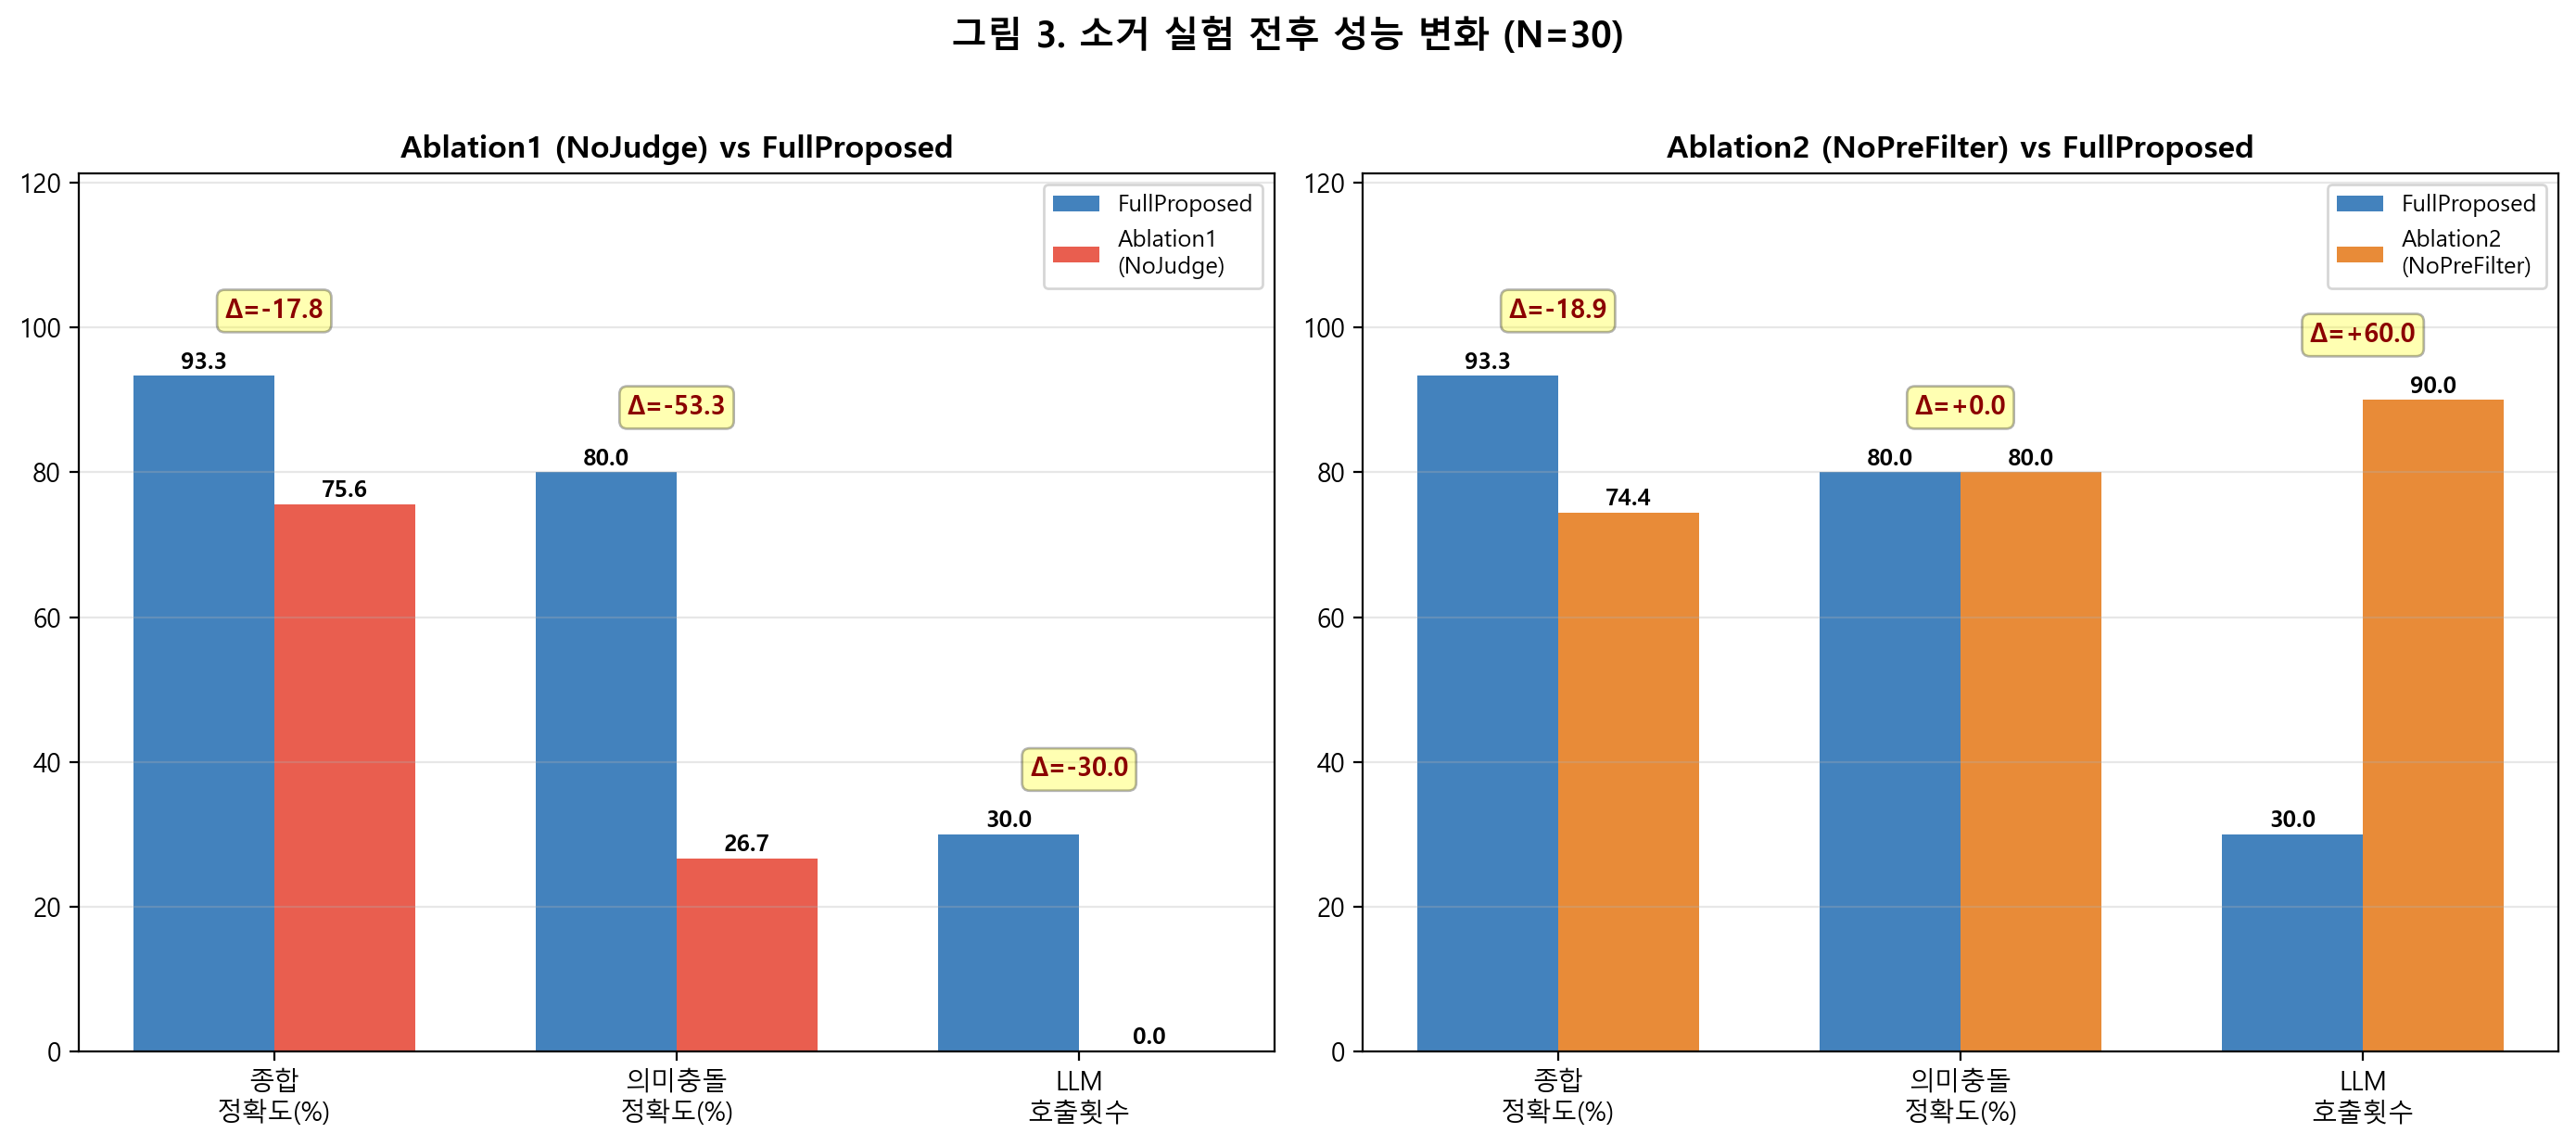 그림 3. 소거 실험 전후 성능 변화 (N=30)
Ablation1 (NoJudge) vs FullProposed
120
100
80
60
40
20
0
FullProposed
Ablation1
(NoJudge)
Δ=-17.8
93.3
75.6
Δ=-53.3
80.0
26.7
Δ=-30.0
30.0
0.0
종합
정확도(%)
의미충돌
정확도(%)
LLM
호출횟수
Ablation2 (NoPreFilter) vs FullProposed
120
100
80
60
40
20
0
FullProposed
Ablation2
(NoPreFilter)
Δ=-18.9
93.3
74.4
Δ=+0.0
80.0
80.0
Δ=+60.0
30.0
90.0
종합
정확도(%)
의미충돌
정확도(%)
LLM
호출횟수